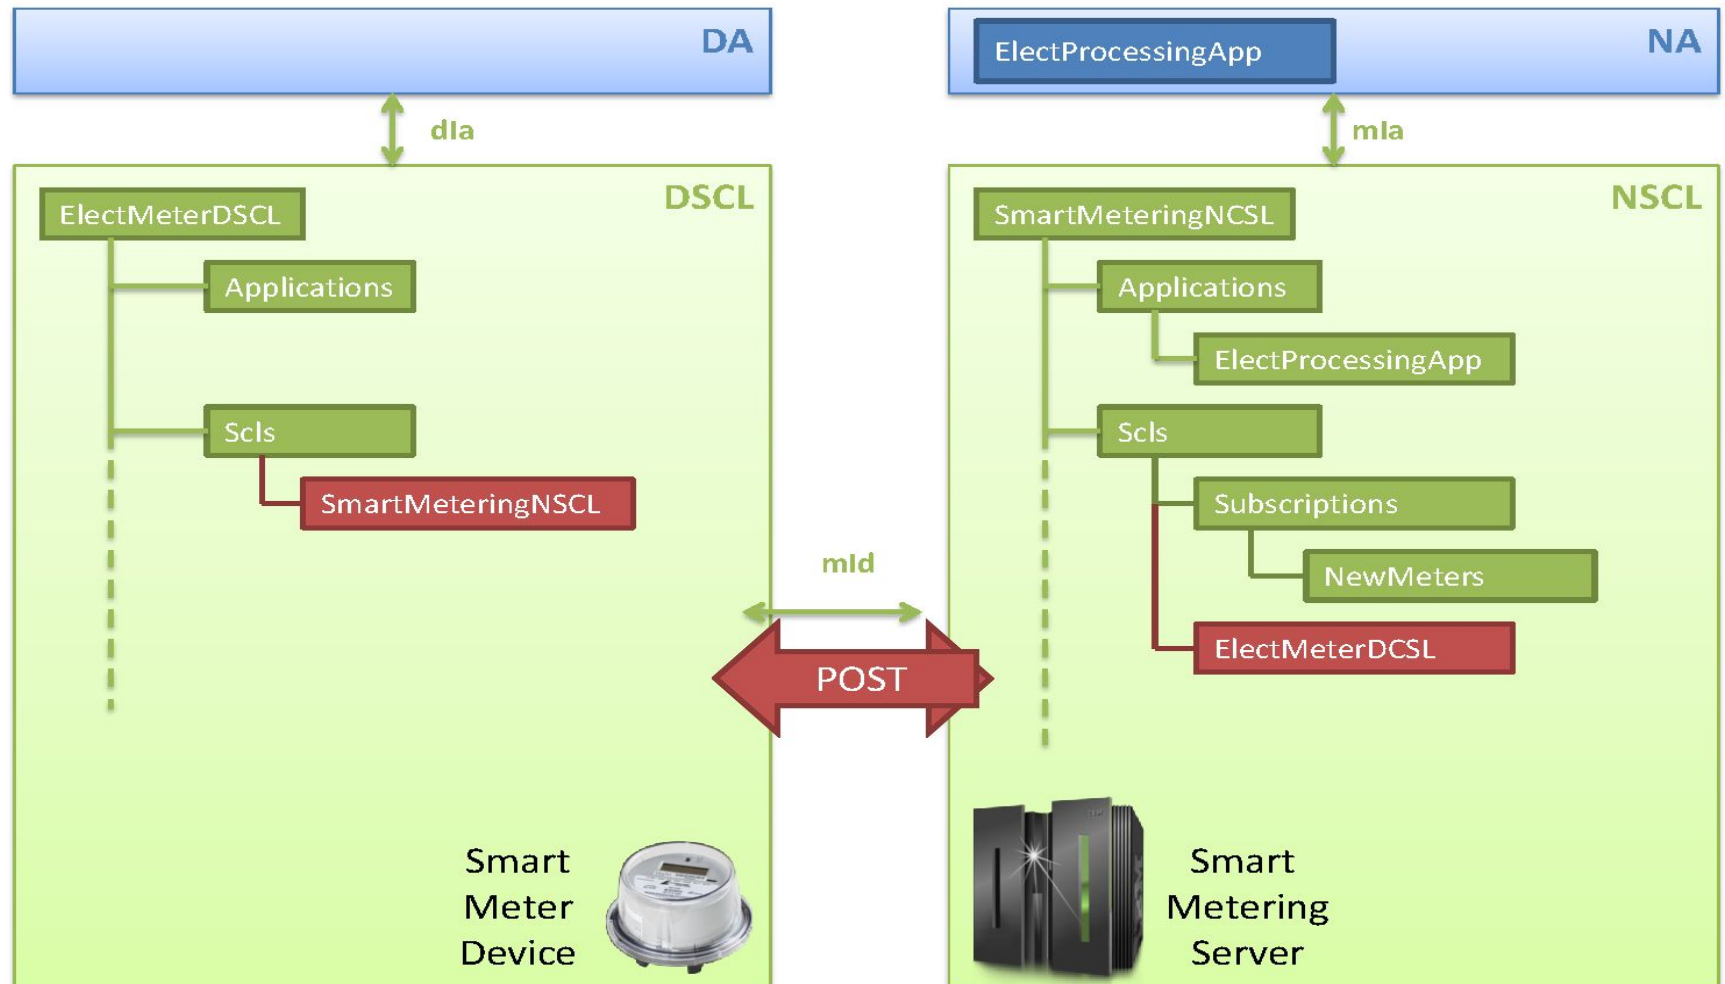 DA
ElectProcessingApp
NA
dIa
mIa
DSCL
ElectMeterDSCL
Applications
Scls
SmartMeteringNSCL
mId
POST
NSCL
SmartMeteringNCSL
Applications
ElectProcessingApp
Scls
Subscriptions
NewMeters
ElectMeterDCSL
Smart
Meter
Device
Smart
Metering
Server